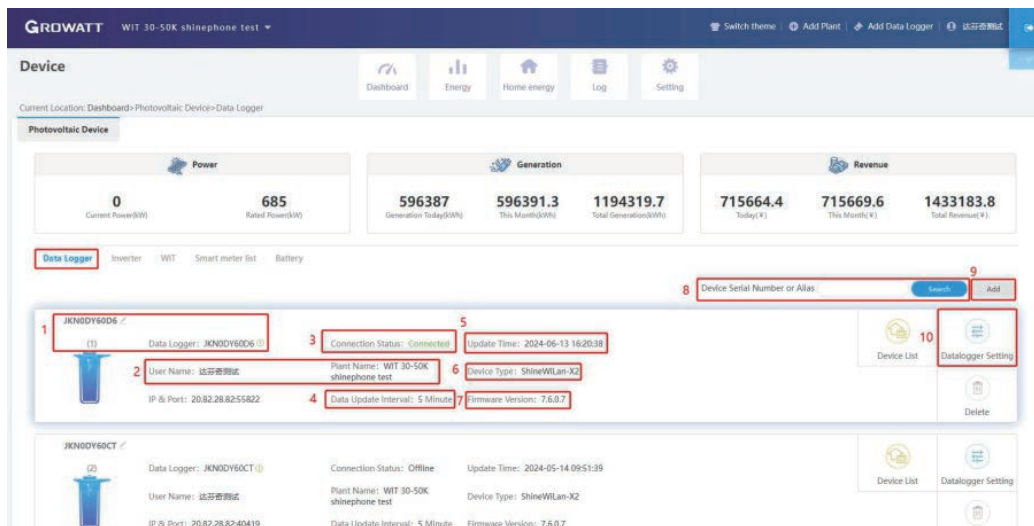 GROWATT WIT 30-50K shinephone test Switch theme Add Plant Add Data Logger 达芬奇测试
Device
Dashboard Energy Home energy Log Setting
Current Location: Dashboard>Photovoltaic Device>Data Logger
Photovoltaic Device
Power Generation Revenue
0 685 596387 596391.3 1194319.7 715664.4 715669.6 1433183.8
Current Power(kW) Rated Power(kW) Generation Today(kWh) This Month(kWh) Total Generation(kWh) Today(¥) This Month(¥) Total Revenue(¥)
Data Logger Inverter WIT Smart meter list Battery
9
8 Device Serial Number or Alias Search Add
1 JKN0DY60D6 5
(1) Data Logger: JKN0DY60D6 3 Connection Status: Connected Update Time: 2024-06-13 16:20:38 10
Device List Datalogger Setting
2 User Name: 达芬奇测试 Plant Name: WIT 30-50K shinephone test 6 Device Type: ShineWiLan-X2
IP & Port: 20.82.28.82:55822 4 Data Update Interval: 5 Minute 7 Firmware Version: 7.6.0.7
Delete
JKN0DY60CT
(2) Data Logger: JKN0DY60CT Connection Status: Offline Update Time: 2024-05-14 09:51:39
Device List Datalogger Setting
User Name: 达芬奇测试 Plant Name: WIT 30-50K shinephone test Device Type: ShineWiLan-X2
IP & Port: 20.82.28.82:40419 Data Update Interval: 5 Minute Firmware Version: 7.6.0.7